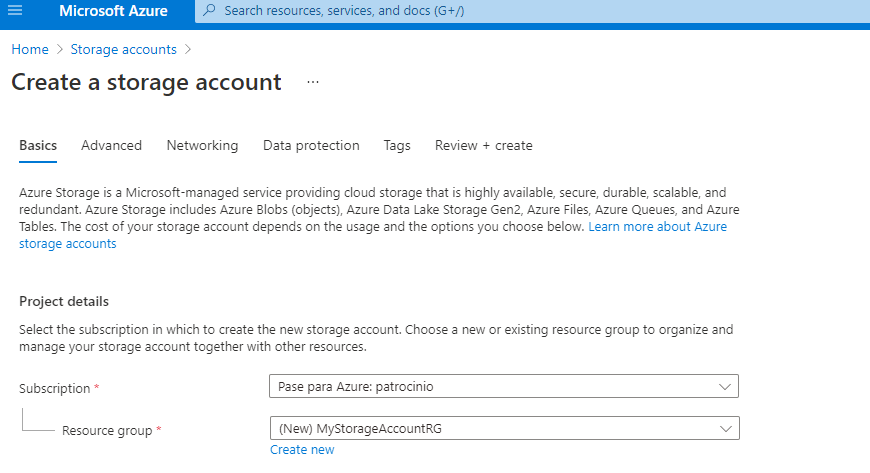 Microsoft Azure
Search resources, services, and docs (G+/)
Home > Storage accounts >
Create a storage account ...
Basics Advanced Networking Data protection Tags Review + create
Azure Storage is a Microsoft-managed service providing cloud storage that is highly available, secure, durable, scalable, and
redundant. Azure Storage includes Azure Blobs (objects), Azure Data Lake Storage Gen2, Azure Files, Azure Queues, and Azure
Tables. The cost of your storage account depends on the usage and the options you choose below. Learn more about Azure
storage accounts
Project details
Select the subscription in which to create the new storage account. Choose a new or existing resource group to organize and
manage your storage account together with other resources.
Subscription *
Pase para Azure: patrocinio
Resource group *
(New) MyStorageAccountRG
Create new